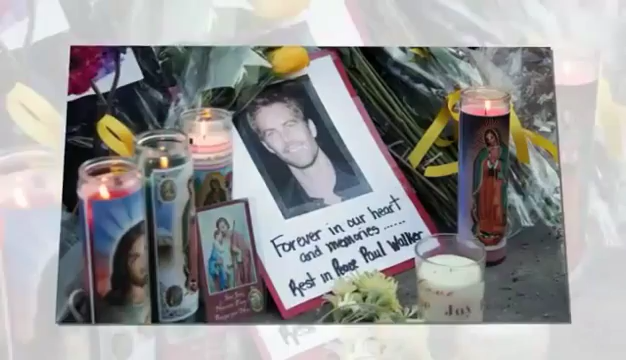 Forever in our heart
and memories ......
Rest in Peace Paul Walker
Joy